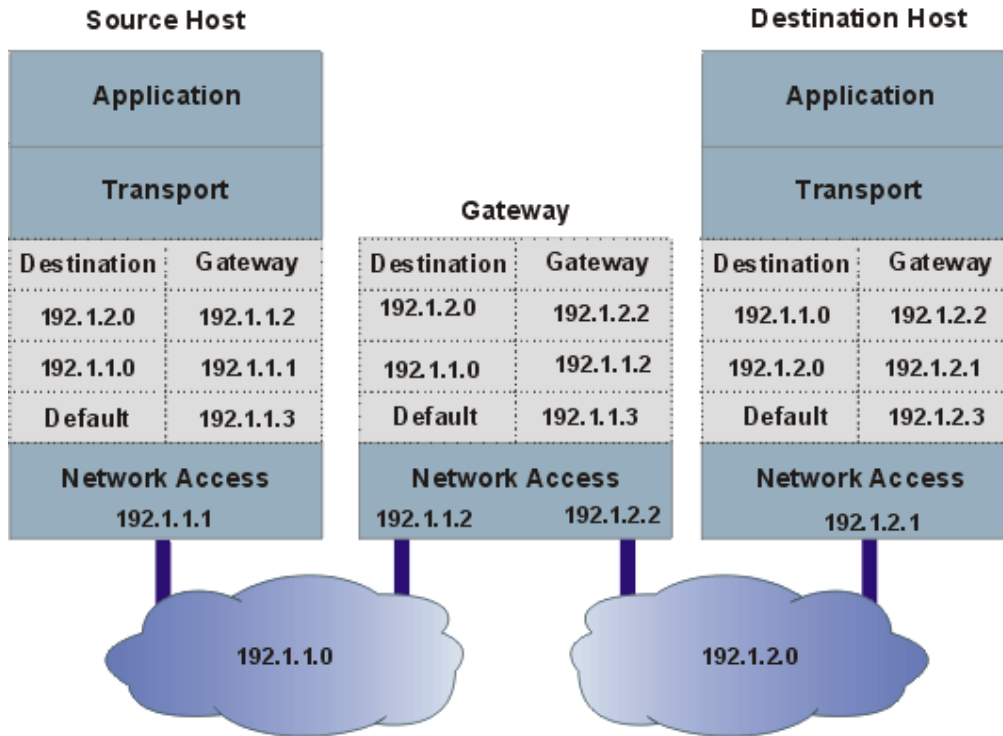 Source Host
Destination Host
Application
Application
Transport
Transport
Gateway
Destination Gateway
Destination Gateway
Destination Gateway
192.1.2.0 192.1.1.2
192.1.2.0 192.1.2.2
192.1.1.0 192.1.2.2
192.1.1.0 192.1.1.1
192.1.1.0 192.1.1.2
192.1.2.0 192.1.2.1
Default 192.1.1.3
Default 192.1.1.3
Default 192.1.2.3
Network Access
Network Access
Network Access
192.1.1.1
192.1.1.2 192.1.2.2
192.1.2.1
192.1.1.0
192.1.2.0